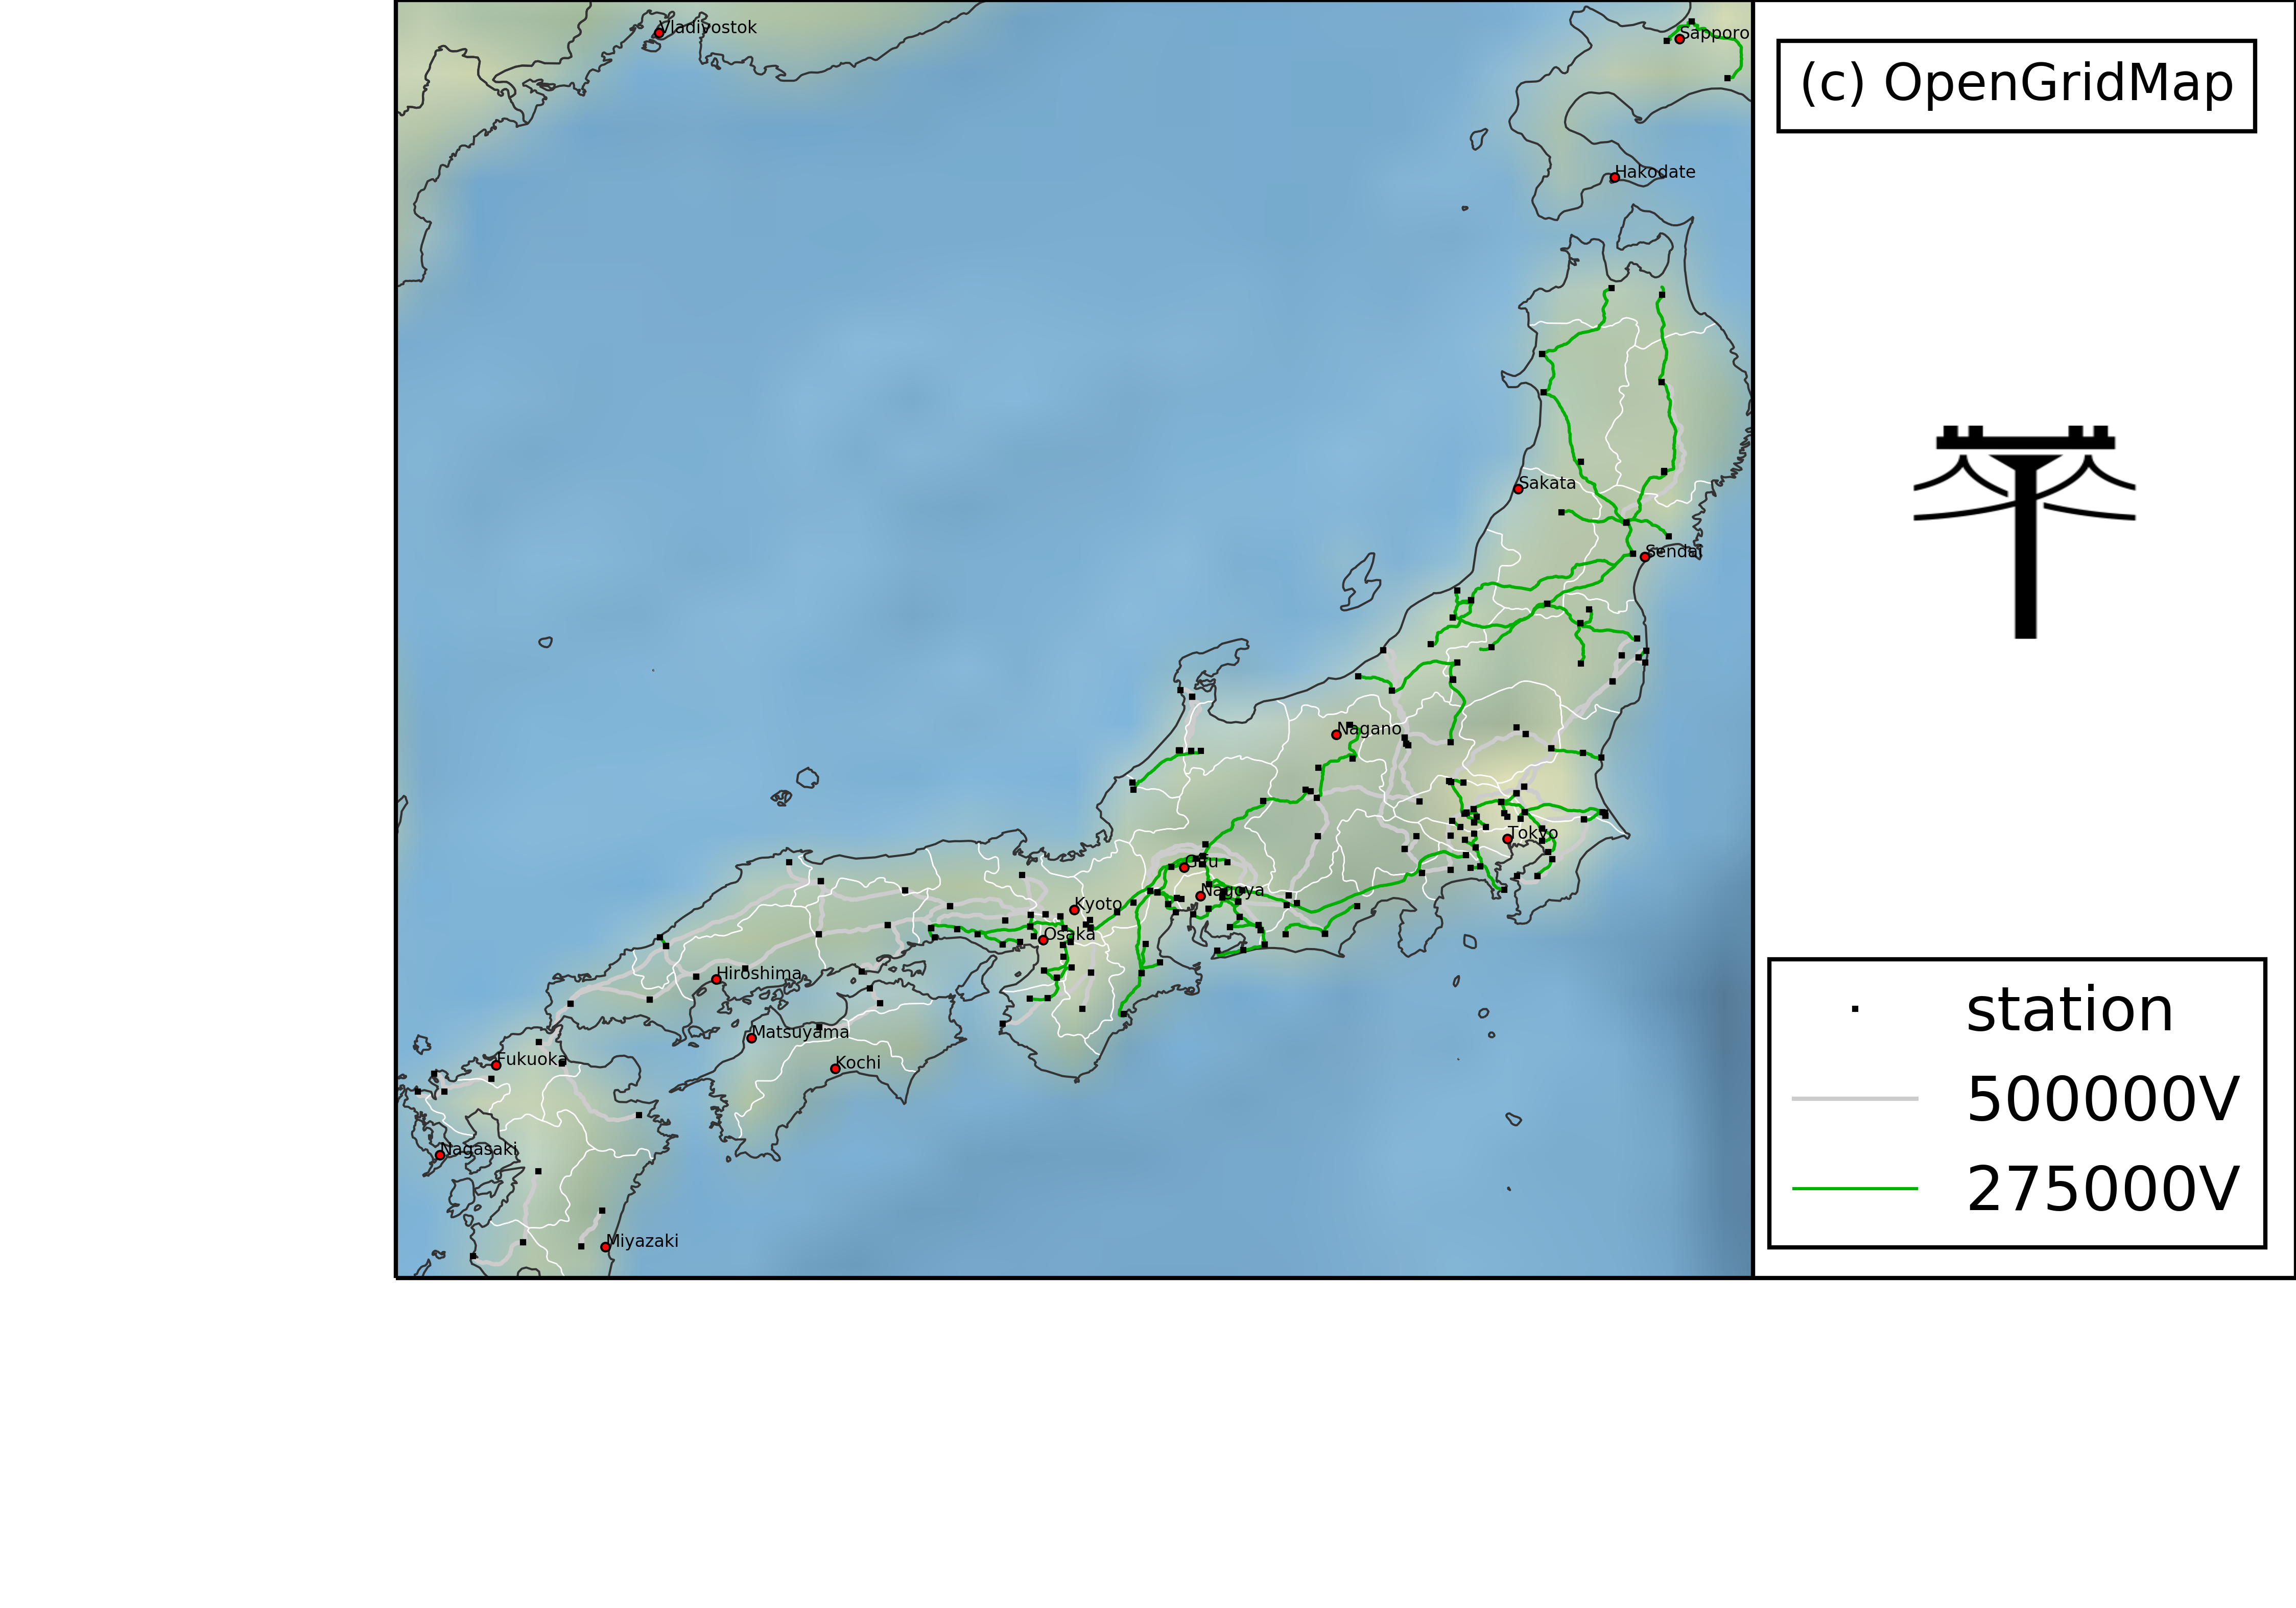 Vladivostok
Sapporo
(c) OpenGridMap
Hakodate
Sakata
Sendai
Nagano
Tokyo
Gifu
Nagoya
Kyoto
Osaka
Hiroshima
station
Matsuyama
Fukuoka
Kochi
500000V
Nagasaki
275000V
Miyazaki